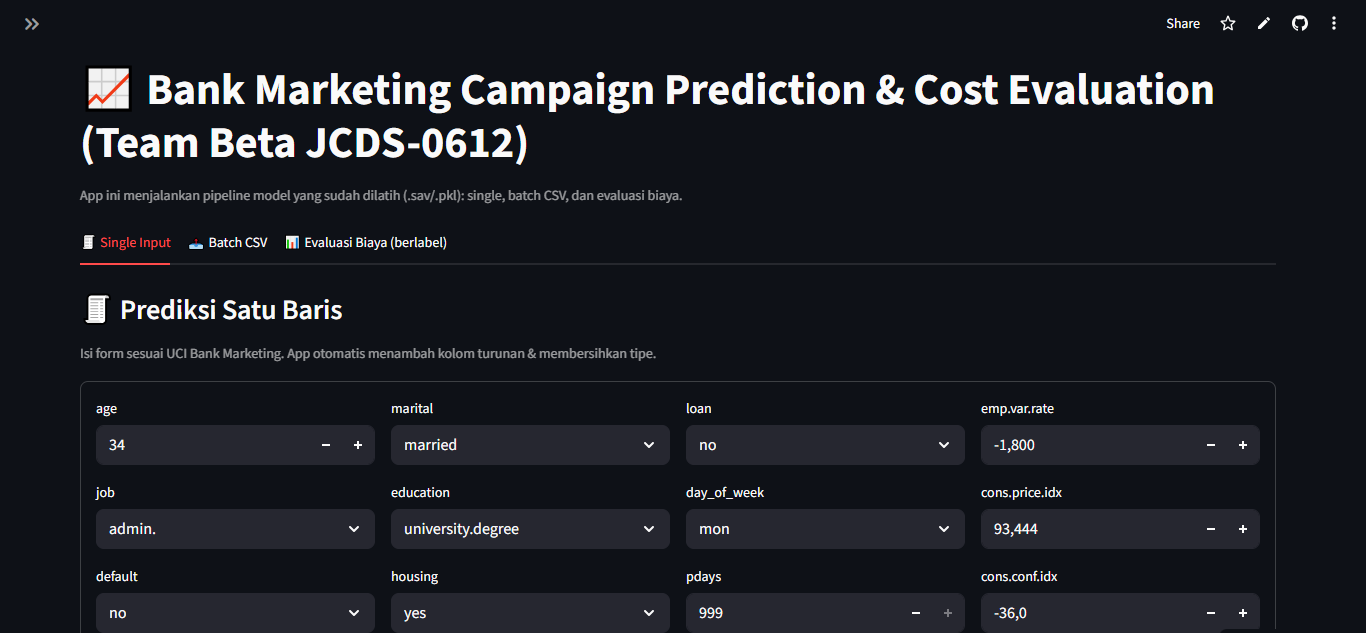 Share
Bank Marketing Campaign Prediction & Cost Evaluation
(Team Beta JCDS-0612)
App ini menjalankan pipeline model yang sudah dilatih (.sav/.pkl): single, batch CSV, dan evaluasi biaya.
Single Input Batch CSV Evaluasi Biaya (berlabel)
Prediksi Satu Baris
Isi form sesuai UCI Bank Marketing. App otomatis menambah kolom turunan & membersihkan tipe.
age marital loan emp.var.rate
34 married no -1,800
job education day_of_week cons.price.idx
admin. university.degree mon 93,444
default housing pdays cons.conf.idx
no yes 999 -36,0